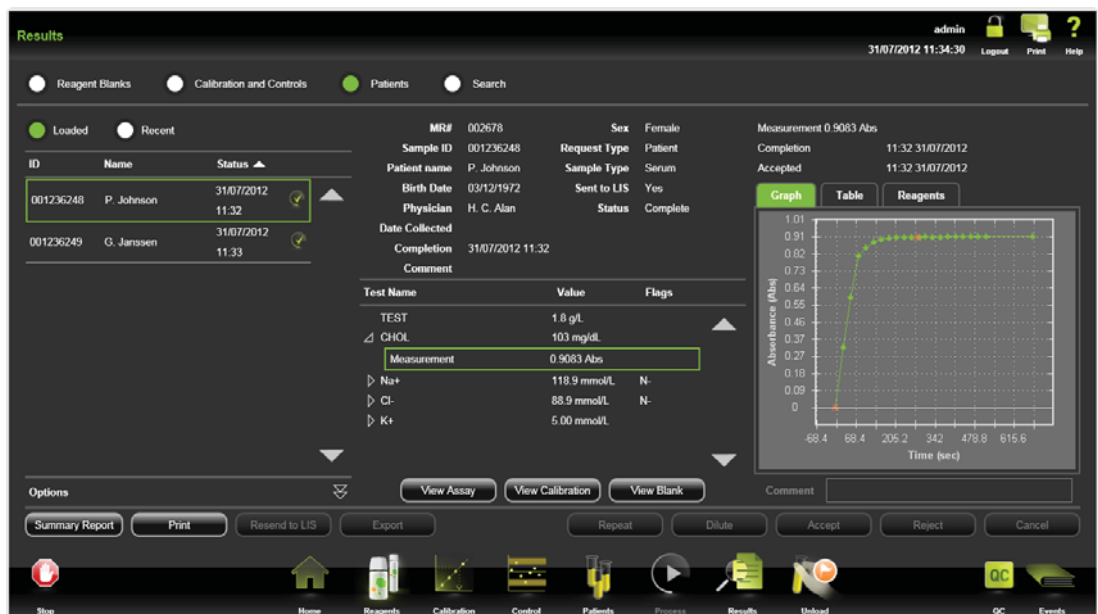 Results
admin
31/07/2012 11:34:30
Logout
Print
Help
Reagent Blanks
Calibration and Controls
Patients
Search
Loaded
Recent
ID Name Status
001236248 P. Johnson 31/07/2012 11:32
001236249 G. Janssen 31/07/2012 11:33
MR# 002678 Sex Female
Sample ID 001236248 Request Type Patient
Patient name P. Johnson Sample Type Serum
Birth Date 03/12/1972 Sent to LIS Yes
Physician H. C. Alan Status Complete
Date Collected
Completion 31/07/2012 11:32
Comment
Test Name Value Flags
TEST 1.8 g/L
CHOL 103 mg/dL
Measurement 0.9083 Abs
Na+ 118.9 mmol/L N-
Cl- 88.9 mmol/L N-
K+ 5.00 mmol/L
View Assay
View Calibration
View Blank
Measurement 0.9083 Abs
Completion 11:32 31/07/2012
Accepted 11:32 31/07/2012
Graph
Table
Reagents
Absorbance (Abs)
1.01
0.91
0.82
0.73
0.64
0.55
0.46
0.37
0.27
0.18
0.09
0
-68.4 68.4 205.2 342 478.8 615.6
Time (sec)
Comment
Options
Summary Report
Print
Resend to LIS
Export
Repeat
Dilute
Accept
Reject
Cancel
Stop
Home
Reagents
Calibration
Control
Patients
Process
Results
Unload
QC
QC
Events